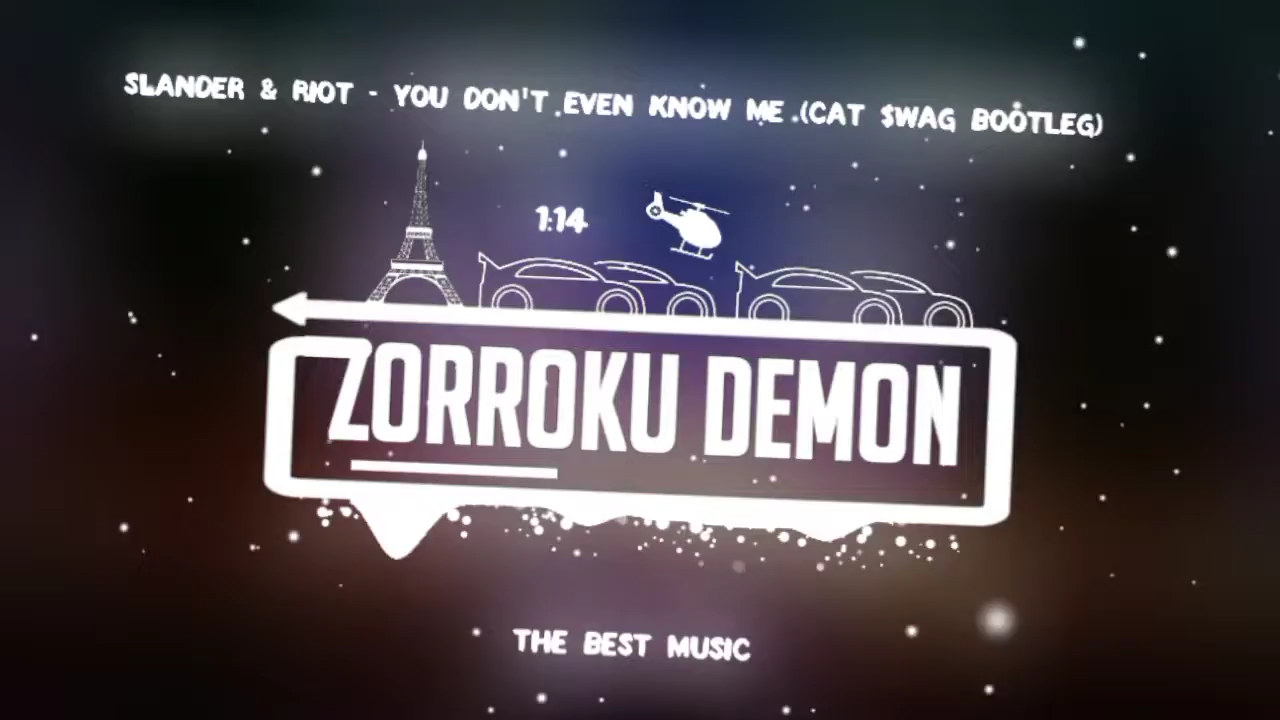 SLANDER & RIOT - YOU DON'T EVEN KNOW ME (CAT $WAG BOOTLEG)
1:14
ZORROKU DEMON
THE BEST MUSIC